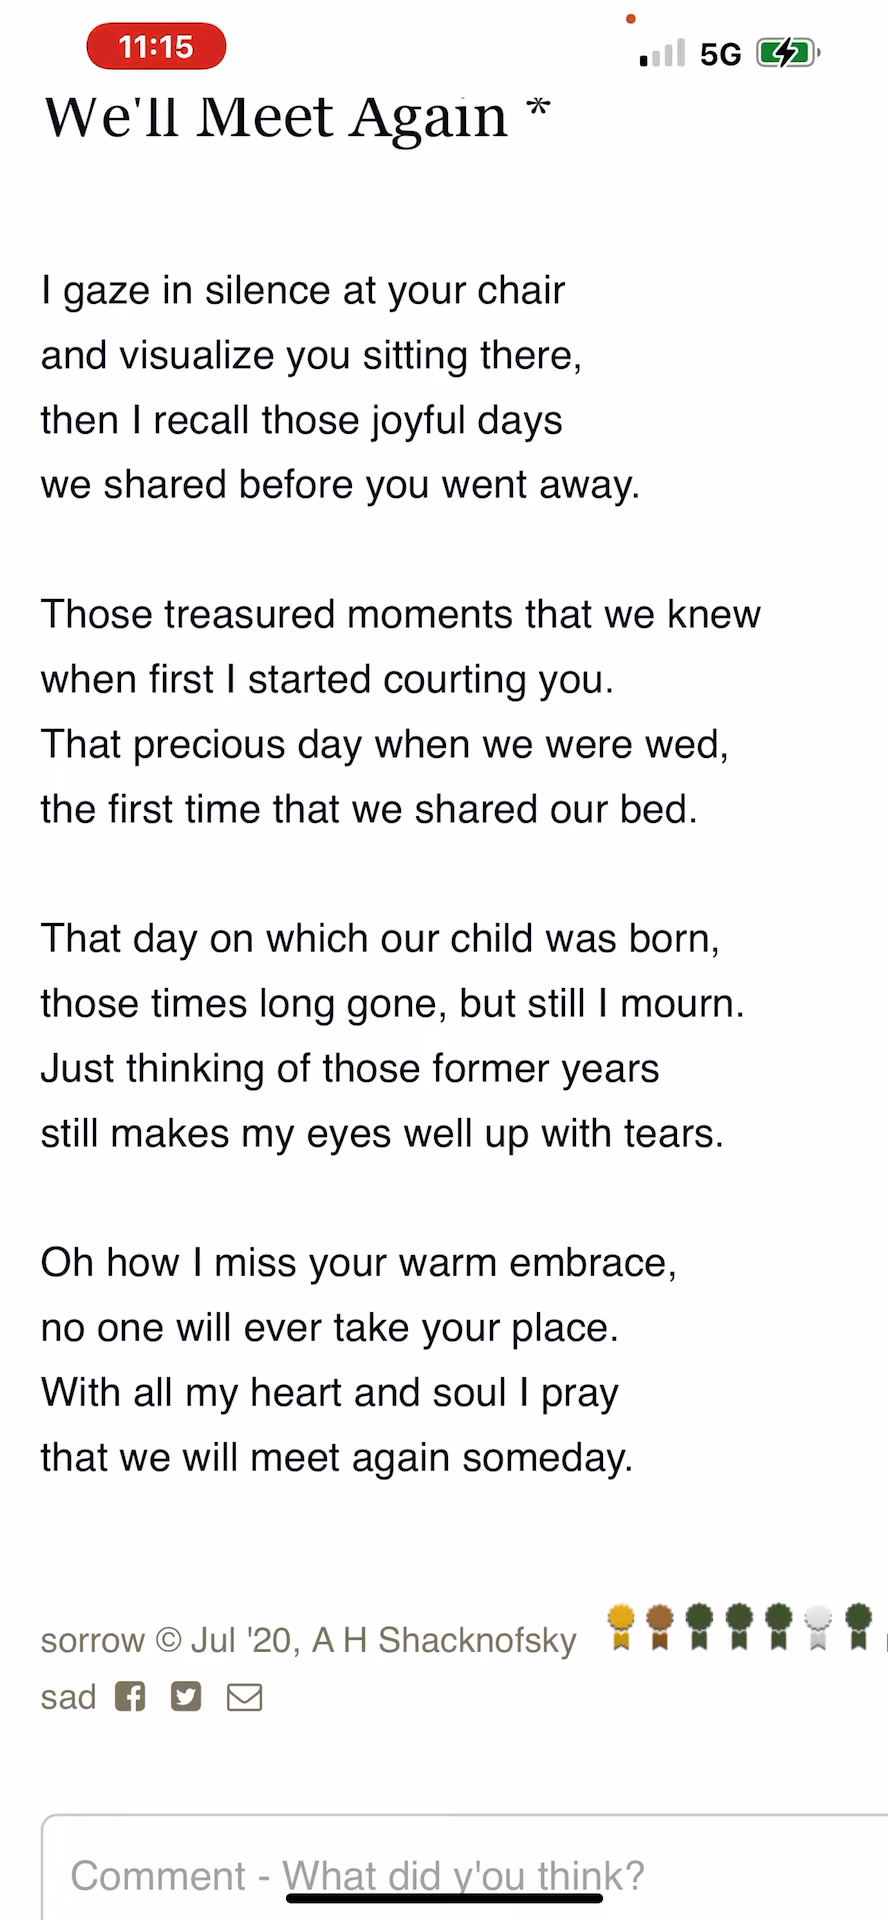 11:15
5G
We'll Meet Again *
I gaze in silence at your chair
and visualize you sitting there,
then I recall those joyful days
we shared before you went away.
Those treasured moments that we knew
when first I started courting you.
That precious day when we were wed,
the first time that we shared our bed.
That day on which our child was born,
those times long gone, but still I mourn.
Just thinking of those former years
still makes my eyes well up with tears.
Oh how I miss your warm embrace,
no one will ever take your place.
With all my heart and soul I pray
that we will meet again someday.
sorrow © Jul '20, A H Shacknofsky
sad
Comment - What did y'ou think?